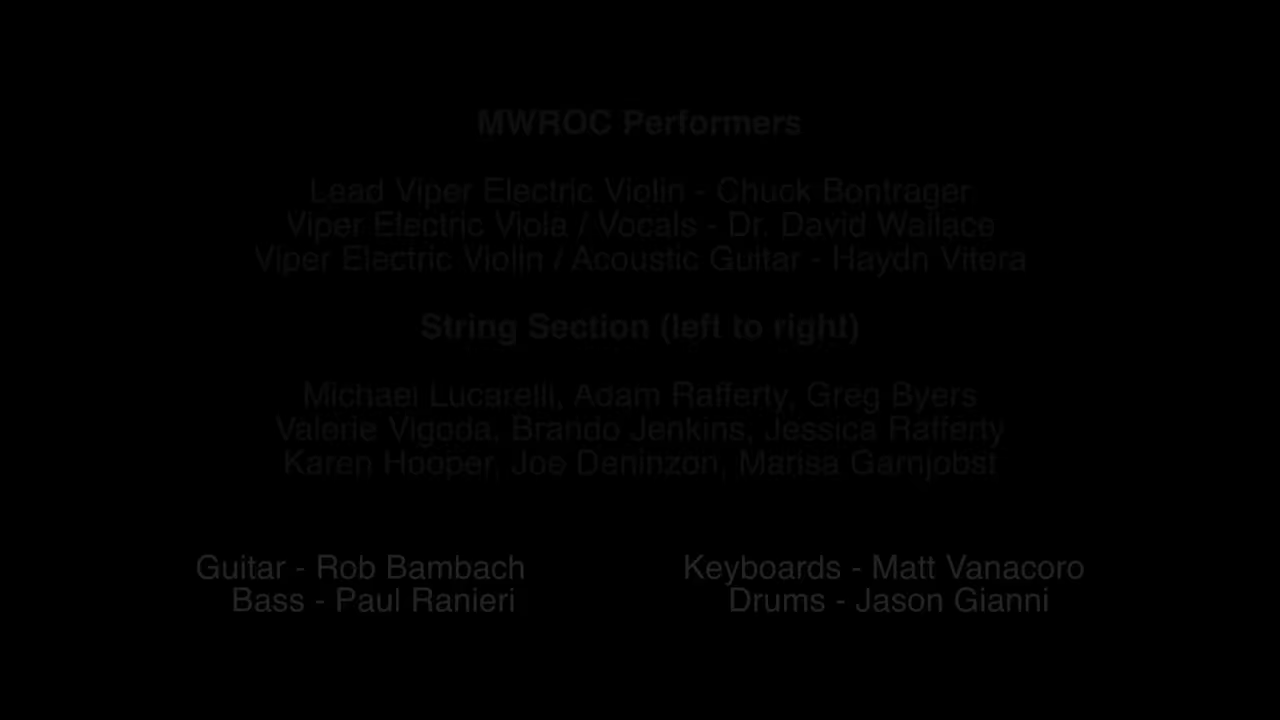 MWROC Performers
Lead Viper Electric Violin - Chuck Bontrager
Viper Electric Viola / Vocals - Dr. David Wallace
Viper Electric Violin / Acoustic Guitar - Haydn Vitera
String Section (left to right)
Michael Lucarelli, Adam Rafferty, Greg Byers
Valerie Vigoda, Brando Jenkins, Jessica Rafferty
Karen Hooper, Joe Deninzon, Marisa Garnjobst
Guitar - Rob Bambach
Bass - Paul Ranieri
Keyboards - Matt Vanacoro
Drums - Jason Gianni